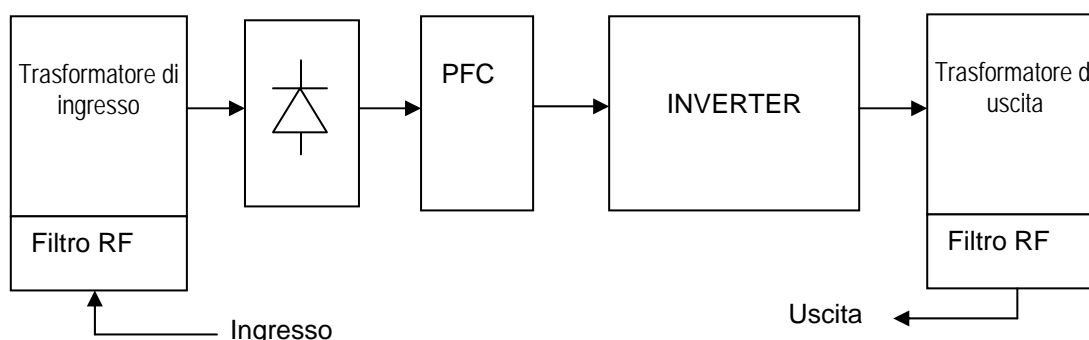 Trasformatore di
ingresso
Filtro RF
Ingresso
PFC
INVERTER
Trasformatore d
uscita
Filtro RF
Uscita